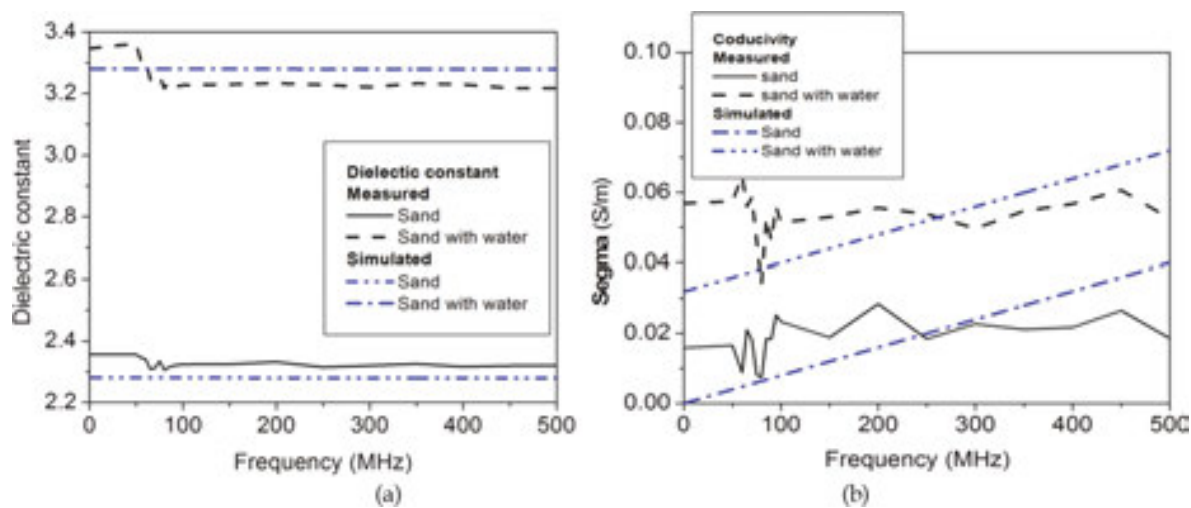 3.4
3.2
3.0
2.8
2.6
2.4
2.2
Dielectric constant
Dielectic constant
Measured
Sand
Sand with water
Simulated
Sand
Sand with water
0 100 200 300 400 500
Frequency (MHz)
(a)
0.10
0.08
0.06
0.04
0.02
0.00
Segma (S/m)
Coducivity
Measured
sand
sand with water
Simulated
Sand
Sand with water
0 100 200 300 400 500
Frequency (MHz)
(b)